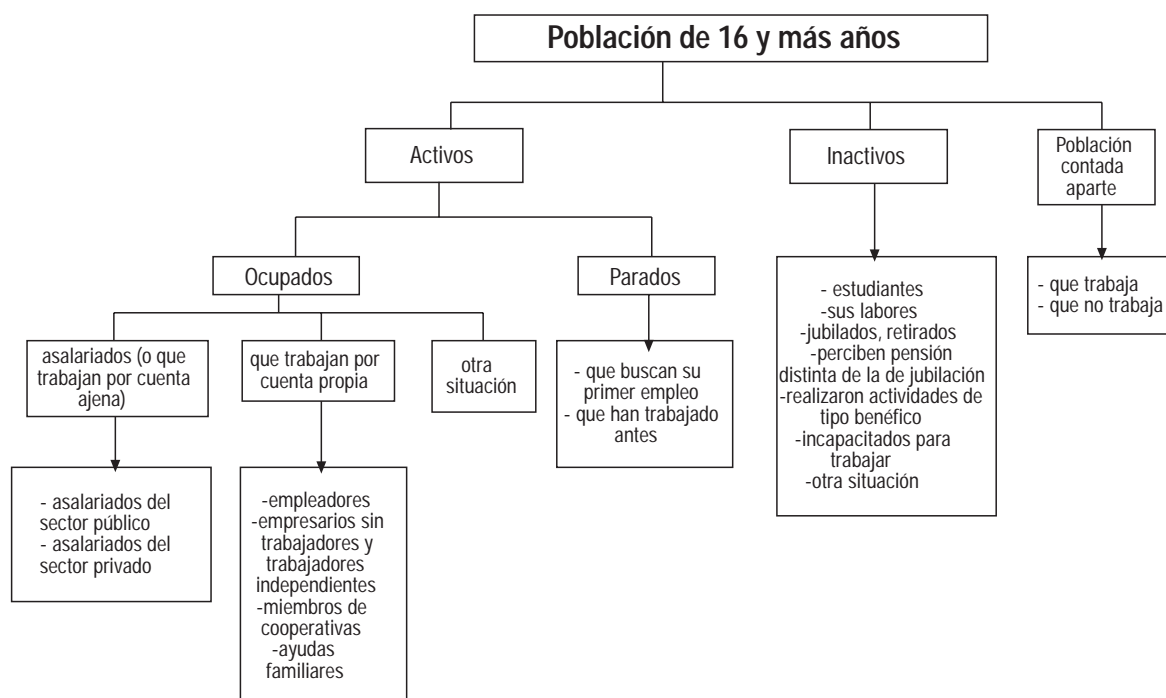 Población de 16 y más años
Activos
Inactivos
Población
contada
aparte
Ocupados
Parados
- estudiantes
-sus labores
-jubilados, retirados
-perciben pensión
distinta de la de jubilación
-realizaron actividades de
tipo benéfico
-incapacitados para
trabajar
-otra situación
- que trabaja
- que no trabaja
asalariados (o que
trabajan por cuenta
ajena)
que trabajan por
cuenta propia
otra
situación
- que buscan su
primer empleo
- que han trabajado
antes
- asalariados del
sector público
- asalariados del
sector privado
-empleadores
-empresarios sin
trabajadores y
trabajadores
independientes
-miembros de
cooperativas
-ayudas
familiares